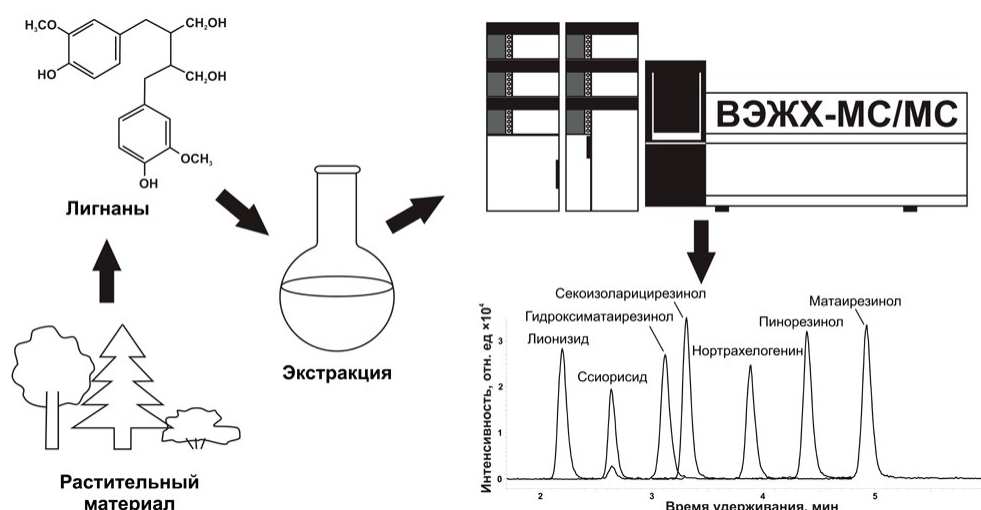 H₃CO
CH₂OH
HO
CH₂OH
OCH₃
OH
Лигнаны
Экстракция
Растительный
материал
ВЭЖХ-МС/МС
Секоизоларицирезинол
Гидроксиматаирезинол
Матаирезинол
Лионизид
Пинорезинол
Нортрахелогенин
Ссиорисид
Интенсивность, отн. ед ×10⁴
3
2
1
0
2
3
4
5
Время удерживания, мин